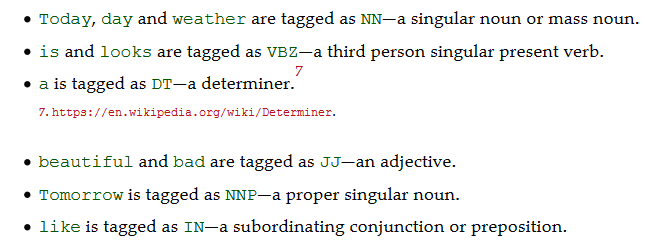 • Today, day and weather are tagged as NN—a singular noun or mass noun.
• is and looks are tagged as VBZ—a third person singular present verb.
• a is tagged as DT—a determiner.7
7. https://en.wikipedia.org/wiki/Determiner.
• beautiful and bad are tagged as JJ—an adjective.
• Tomorrow is tagged as NNP—a proper singular noun.
• like is tagged as IN—a subordinating conjunction or preposition.